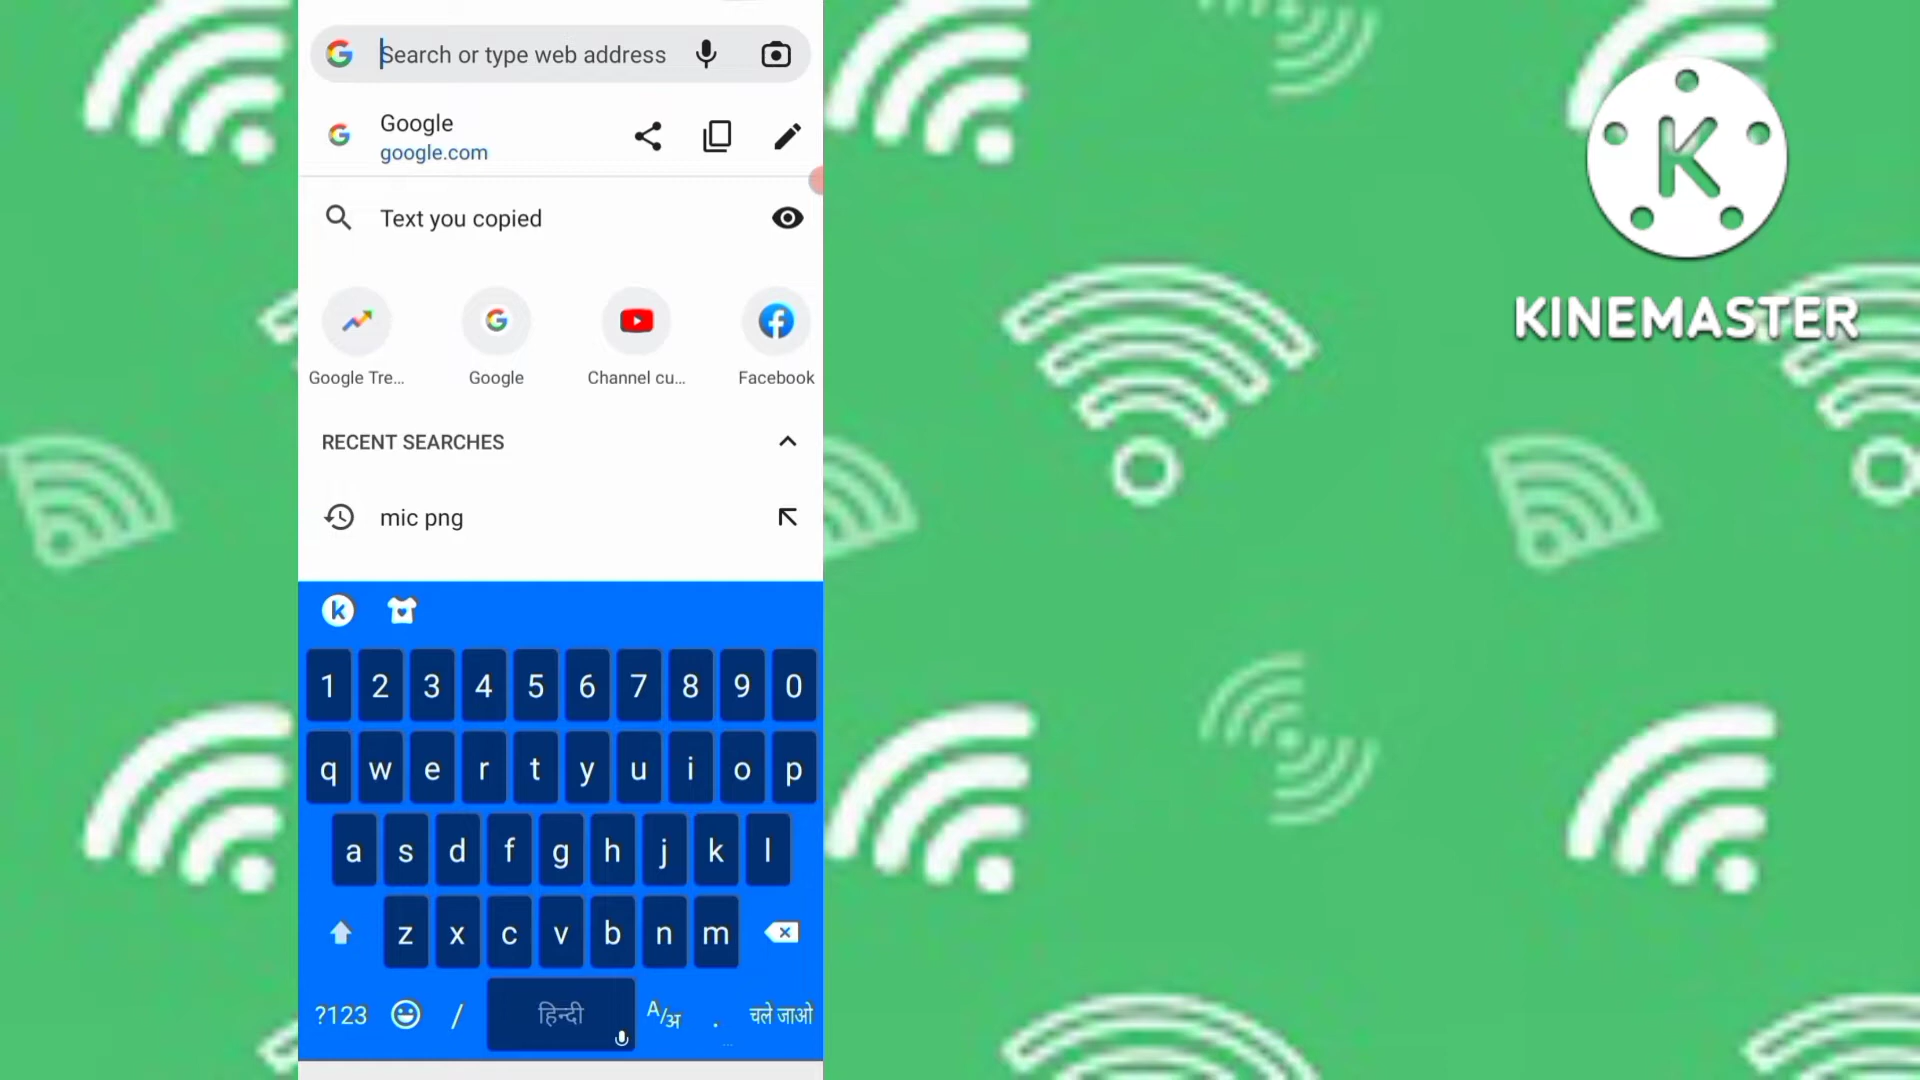 Search or type web address
Google
google.com
Text you copied
Google Tre...
Google
Channel cu...
Facebook
RECENT SEARCHES
mic png
k
1 2 3 4 5 6 7 8 9 0
q w e r t y u i o p
a s d f g h j k l
z x c v b n m
?123 / हिन्दी A/अ . चले जाओ
K
KINEMASTER